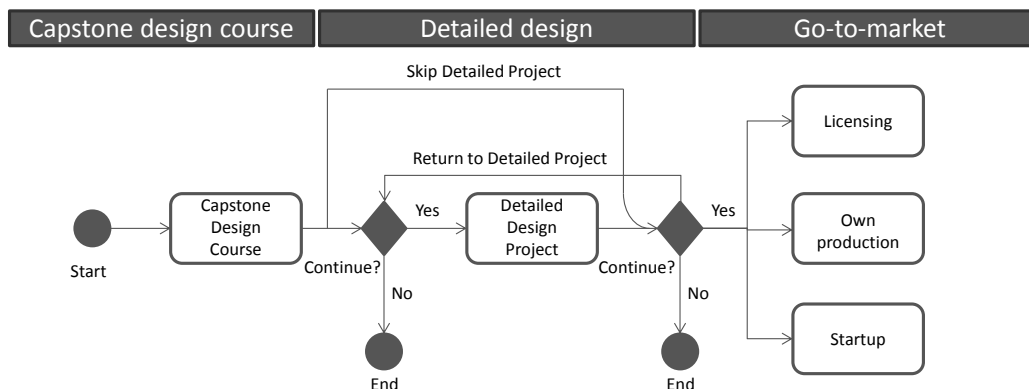 Capstone design course
Detailed design
Go-to-market
Skip Detailed Project
Return to Detailed Project
Start
Capstone
Design
Course
Continue?
Yes
No
End
Detailed
Design
Project
Continue?
Yes
No
End
Licensing
Own
production
Startup